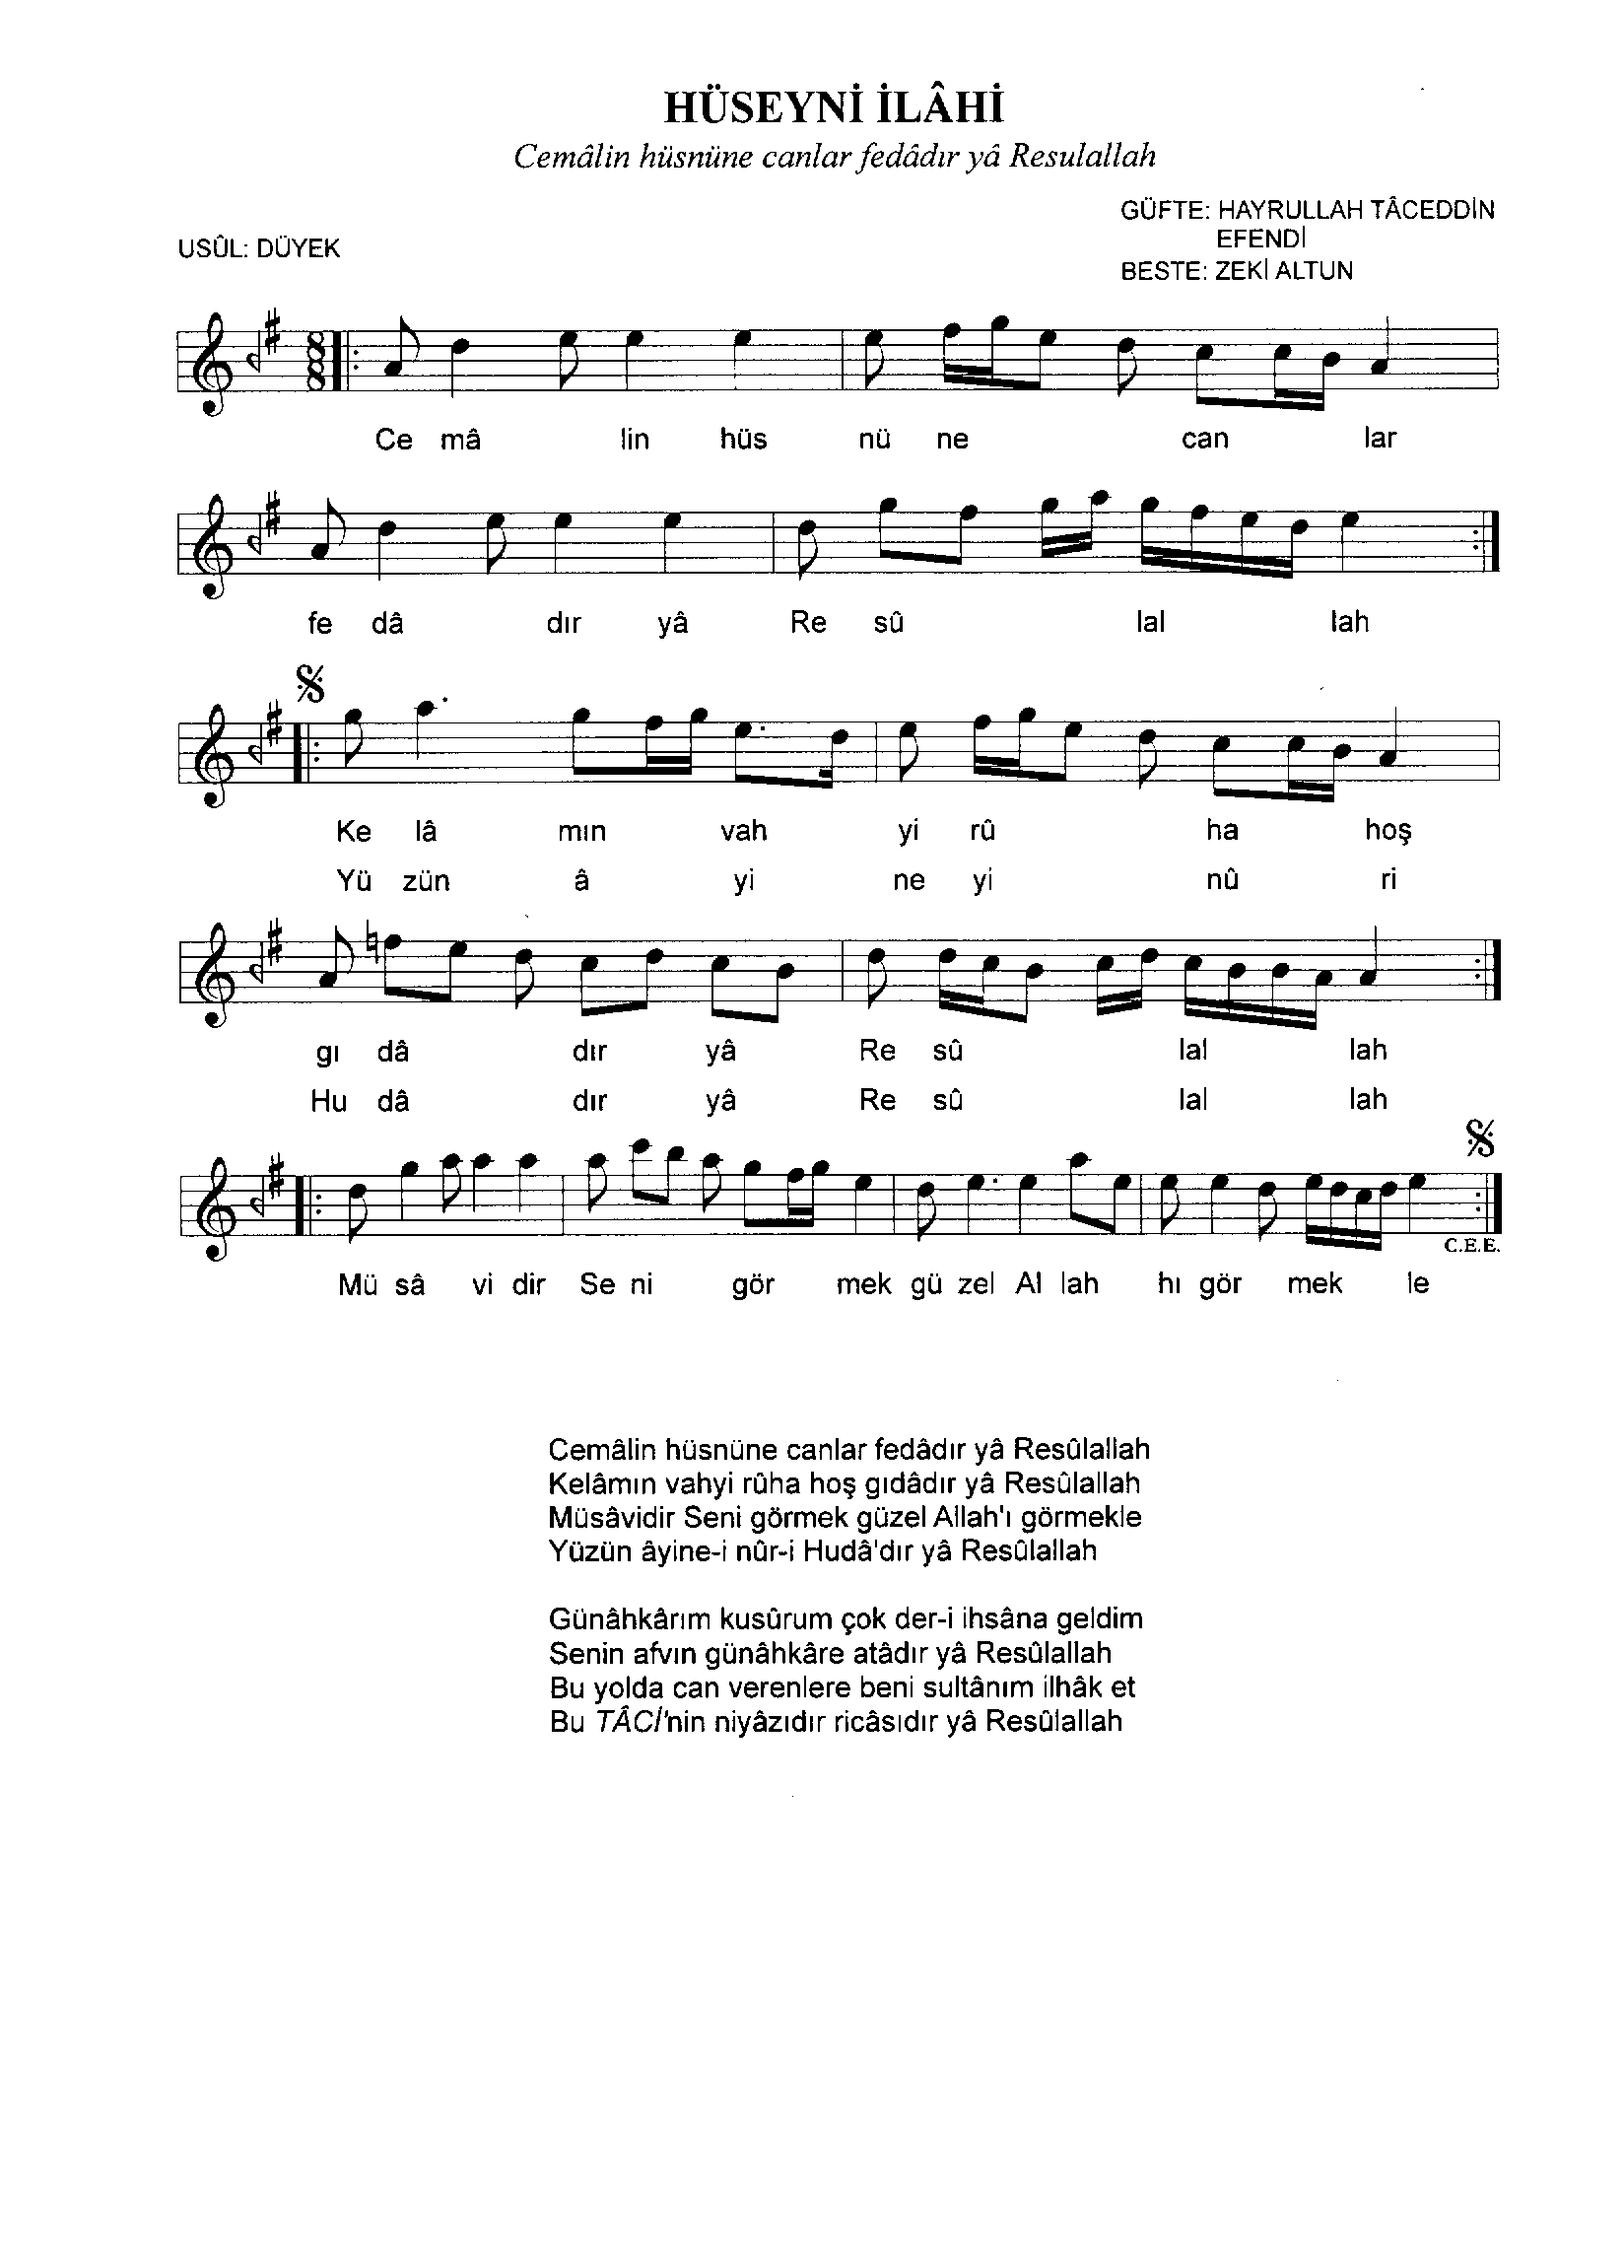 HÜSEYNİ İLÂHİ
Cemâlin hüsnüne canlar fedâdır yâ Resulallah
GÜFTE: HAYRULLAH TÂCEDDİN
EFENDİ
USÛL: DÜYEK
BESTE: ZEKİ ALTUN
8
8
Ce mâ lin hüs nü ne can lar
fe dâ dır yâ Re sû lal lah
Ke lâ mın vah yi rû ha hoş
Yü zün â yi ne yi nû ri
gı dâ dır yâ Re sû lal lah
Hu dâ dır yâ Re sû lal lah
C.E.E.
Mü sâ vi dir Se ni gör mek gü zel Al lah hı gör mek le
Cemâlin hüsnüne canlar fedâdır yâ Resûlallah
Kelâmın vahyi rûha hoş gıdâdır yâ Resûlallah
Müsâvidir Seni görmek güzel Allah'ı görmekle
Yüzün âyine-i nûr-i Hudâ'dır yâ Resûlallah
Günâhkârım kusûrum çok der-i ihsâna geldim
Senin afvın günâhkâre atâdır yâ Resûlallah
Bu yolda can verenlere beni sultânım ilhâk et
Bu TÂCİ'nin niyâzıdır ricâsıdır yâ Resûlallah